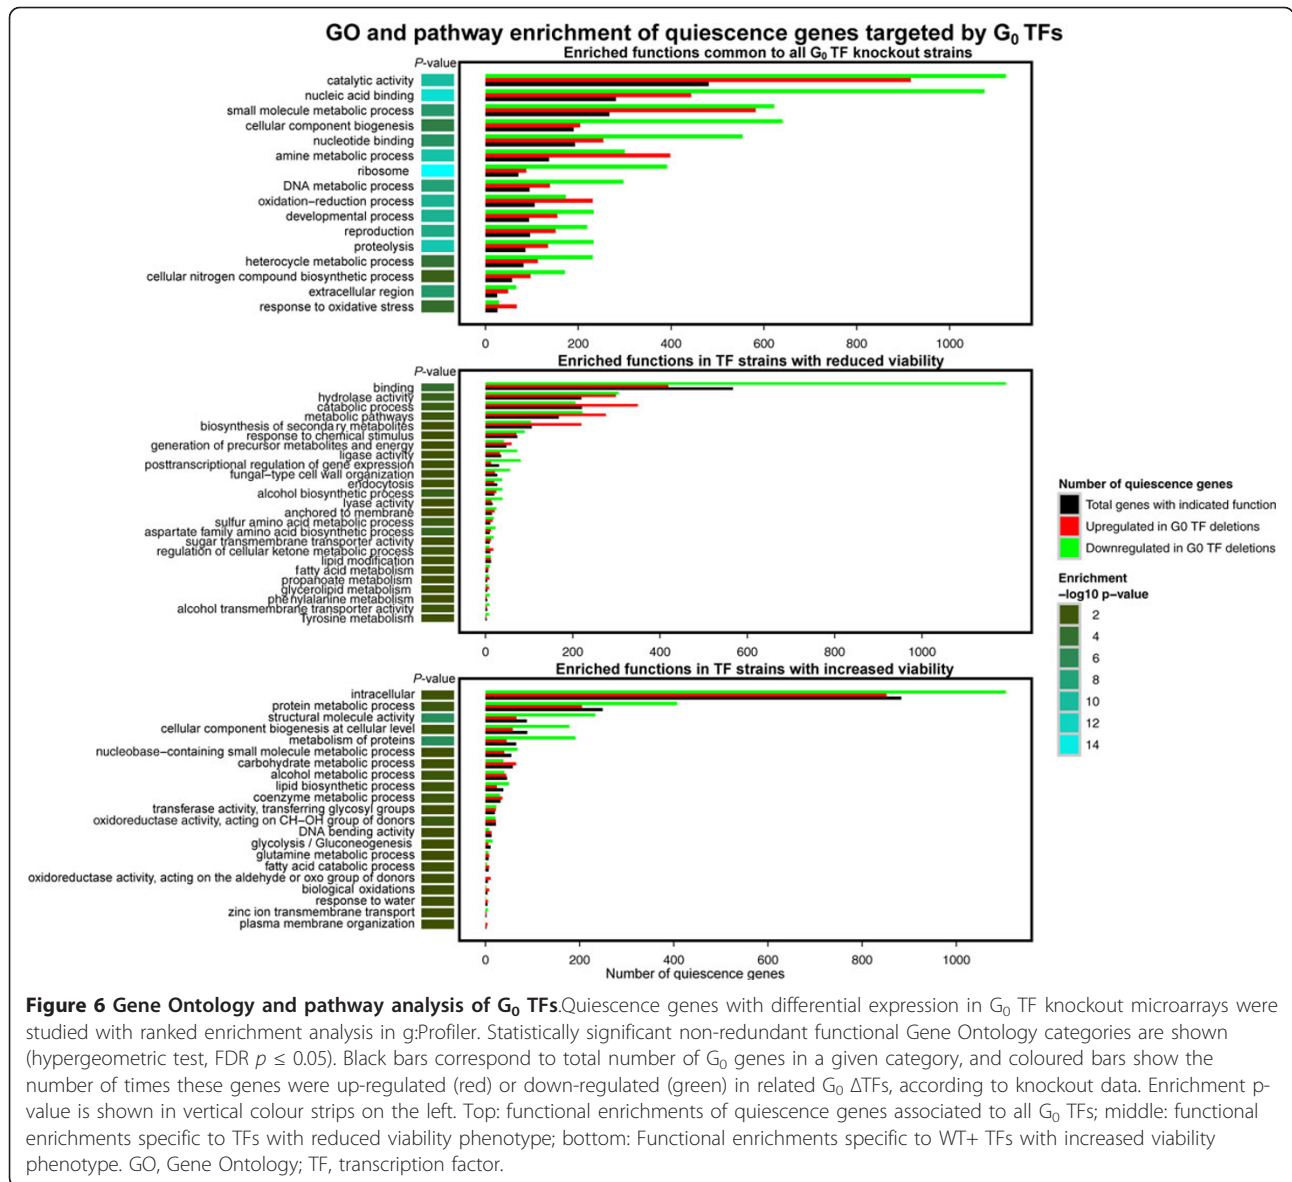 GO and pathway enrichment of quiescence genes targeted by G₀ TFs
Enriched functions common to all G₀ TF knockout strains
P-value
catalytic activity
nucleic acid binding
small molecule metabolic process
cellular component biogenesis
nucleotide binding
amine metabolic process
ribosome
DNA metabolic process
oxidation−reduction process
developmental process
reproduction
proteolysis
heterocycle metabolic process
cellular nitrogen compound biosynthetic process
extracellular region
response to oxidative stress
0 200 400 600 800 1000
Enriched functions in TF strains with reduced viability
P-value
binding
hydrolase activity
catabolic process
metabolic pathways
biosynthesis of secondary metabolites
response to chemical stimulus
generation of precursor metabolites and energy
ligase activity
posttranscriptional regulation of gene expression
fungal−type cell wall organization
endocytosis
alcohol biosynthetic process
lyase activity
anchored to membrane
sulfur amino acid metabolic process
aspartate family amino acid biosynthetic process
sugar transmembrane transporter activity
regulation of cellular ketone metabolic process
lipid modification
fatty acid metabolism
propanoate metabolism
glycerolipid metabolism
phenylalanine metabolism
alcohol transmembrane transporter activity
Tyrosine metabolism
0 200 400 600 800 1000
Enriched functions in TF strains with increased viability
P-value
intracellular
protein metabolic process
structural molecule activity
cellular component biogenesis at cellular level
metabolism of proteins
nucleobase−containing small molecule metabolic process
carbohydrate metabolic process
alcohol metabolic process
lipid biosynthetic process
coenzyme metabolic process
transferase activity, transferring glycosyl groups
oxidoreductase activity, acting on CH−OH group of donors
DNA bending activity
glycolysis / Gluconeogenesis
glutamine metabolic process
fatty acid catabolic process
oxidoreductase activity, acting on the aldehyde or oxo group of donors
biological oxidations
response to water
zinc ion transmembrane transport
plasma membrane organization
0 200 400 600 800 1000
Number of quiescence genes
Number of quiescence genes
Total genes with indicated function
Upregulated in G0 TF deletions
Downregulated in G0 TF deletions
Enrichment
−log10 p−value
2
4
6
8
10
12
14
Figure 6 Gene Ontology and pathway analysis of G₀ TFs.Quiescence genes with differential expression in G₀ TF knockout microarrays were
studied with ranked enrichment analysis in g:Profiler. Statistically significant non-redundant functional Gene Ontology categories are shown
(hypergeometric test, FDR p ≤ 0.05). Black bars correspond to total number of G₀ genes in a given category, and coloured bars show the
number of times these genes were up-regulated (red) or down-regulated (green) in related G₀ ΔTFs, according to knockout data. Enrichment p-
value is shown in vertical colour strips on the left. Top: functional enrichments of quiescence genes associated to all G₀ TFs; middle: functional
enrichments specific to TFs with reduced viability phenotype; bottom: Functional enrichments specific to WT+ TFs with increased viability
phenotype. GO, Gene Ontology; TF, transcription factor.